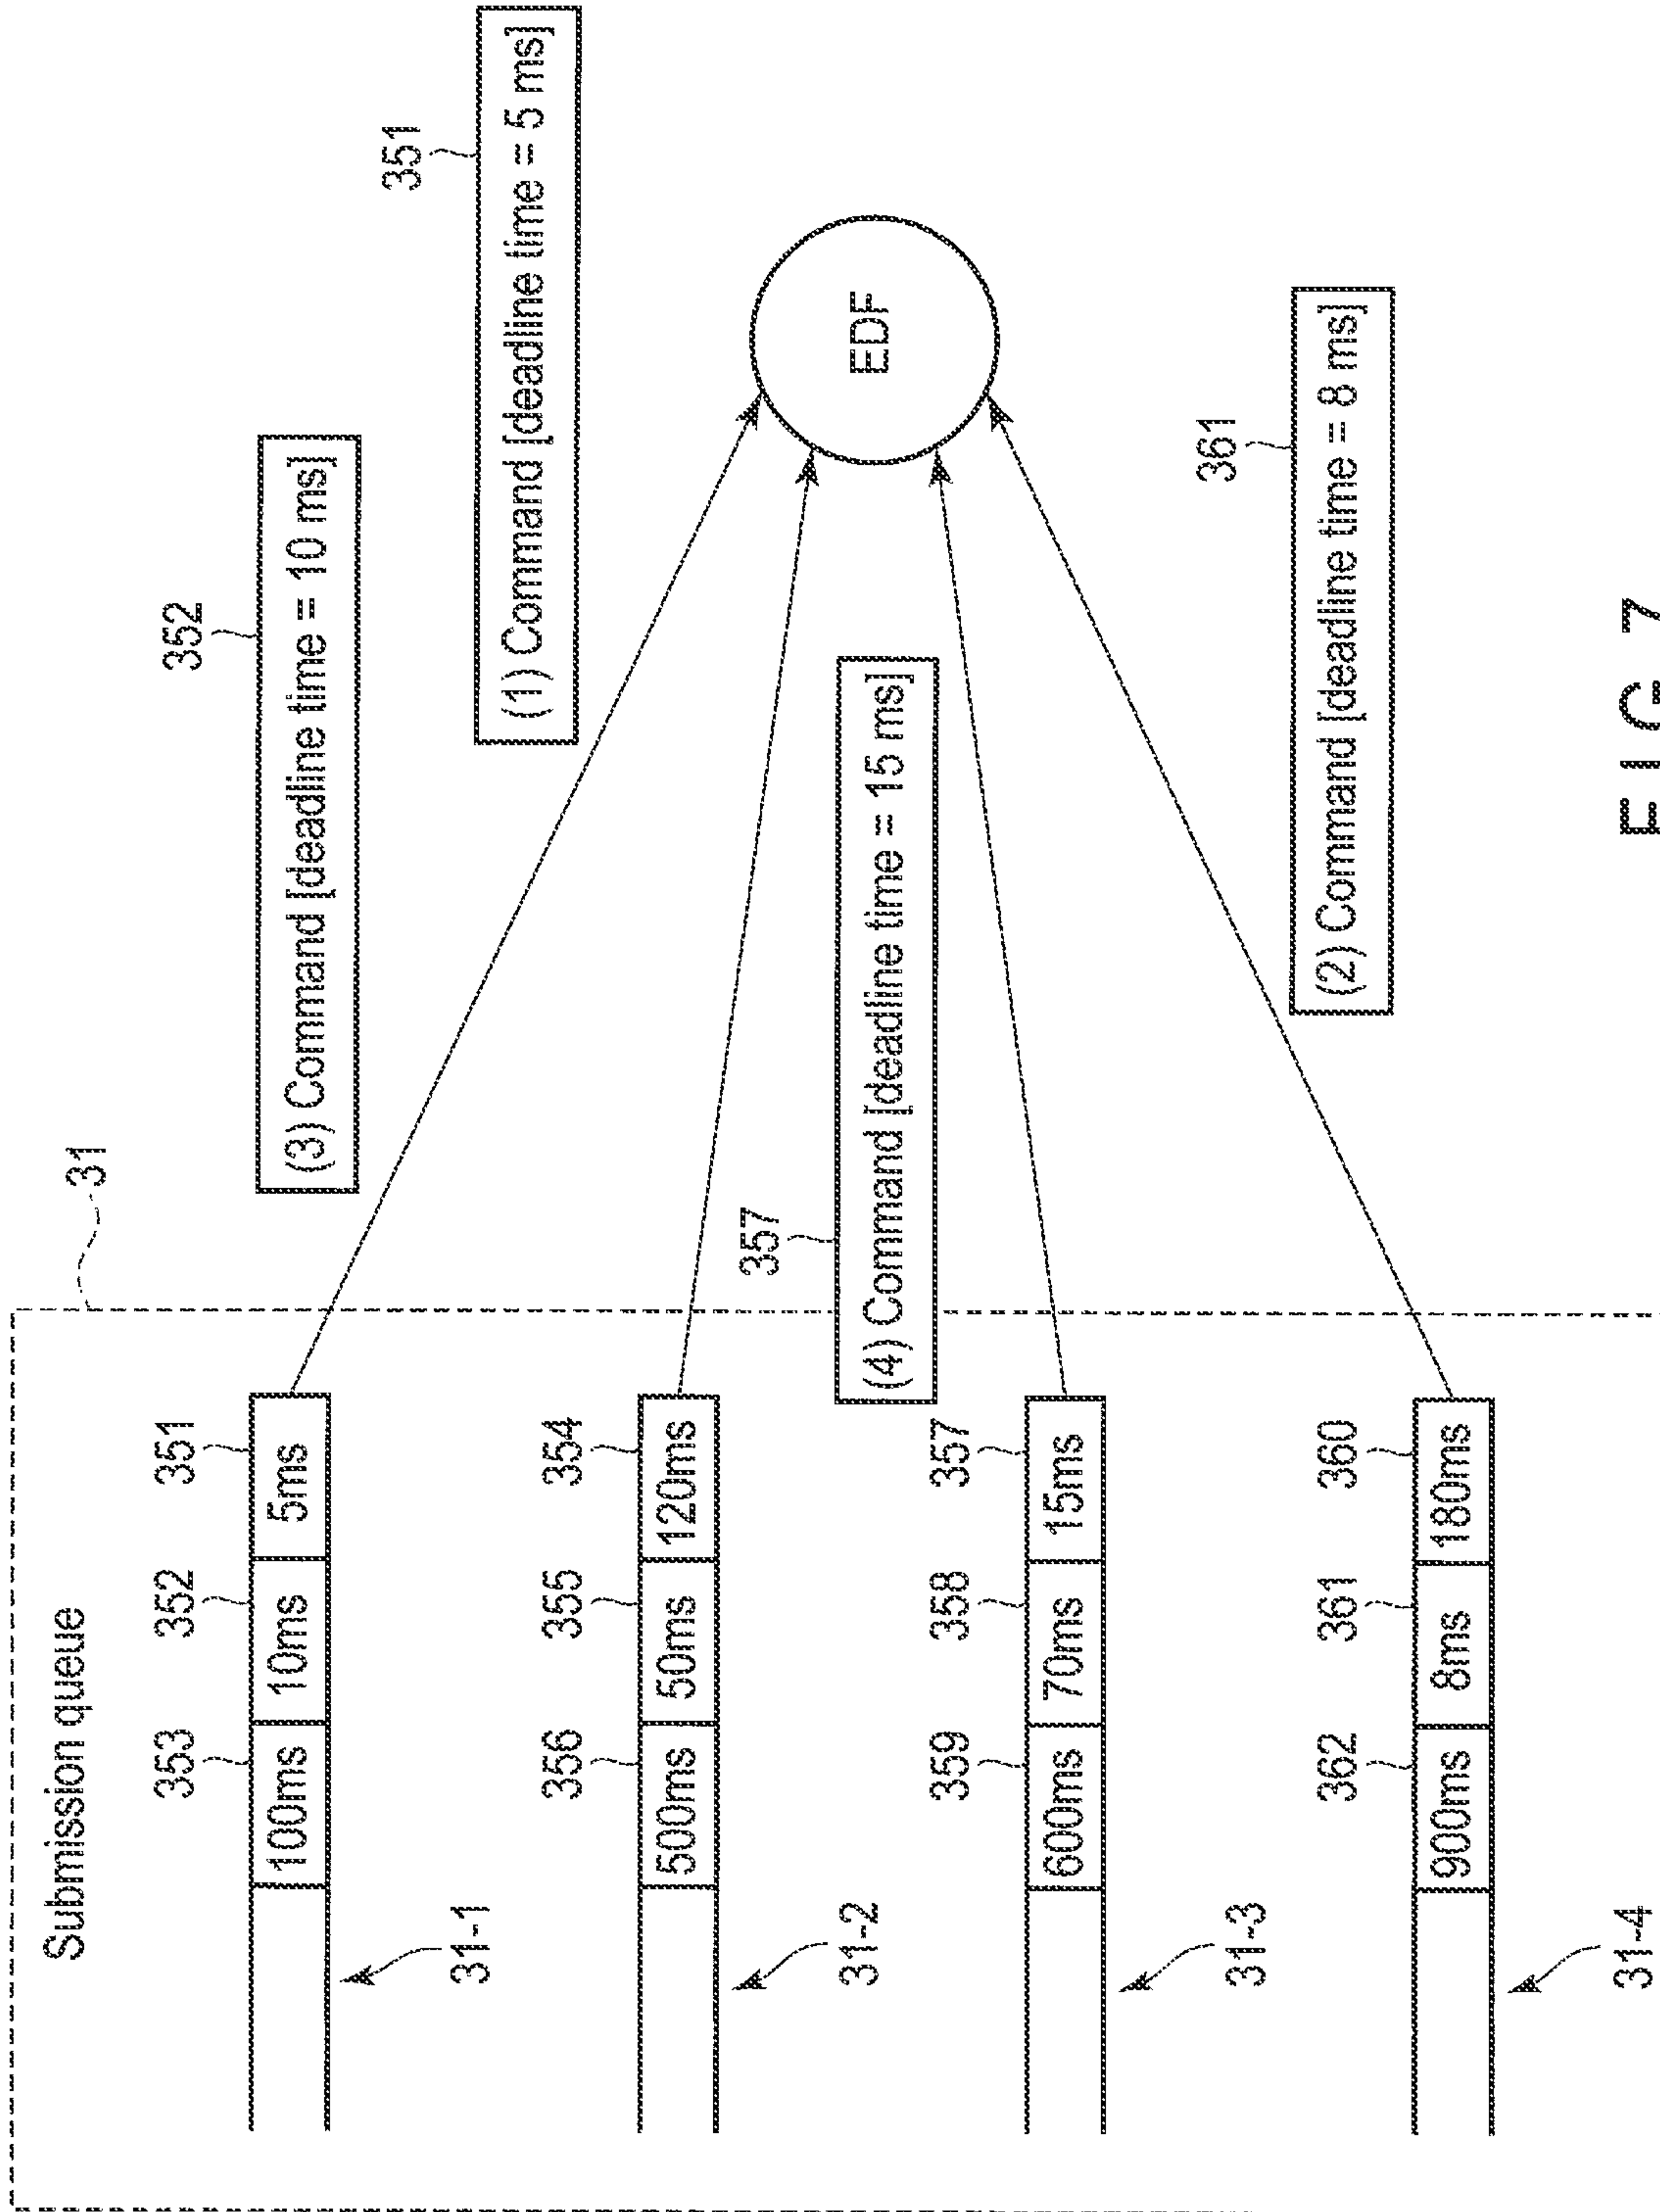 Submission queue
31
353
352
351
100ms
10ms
5ms
31-1
352
(3) Command [deadline time = 10 ms]
351
(1) Command [deadline time = 5 ms]
356
355
354
500ms
50ms
120ms
31-2
357
(4) Command [deadline time = 15 ms]
EDF
359
358
357
600ms
70ms
15ms
31-3
361
(2) Command [deadline time = 8 ms]
362
361
360
900ms
8ms
180ms
31-4
FIG. 7